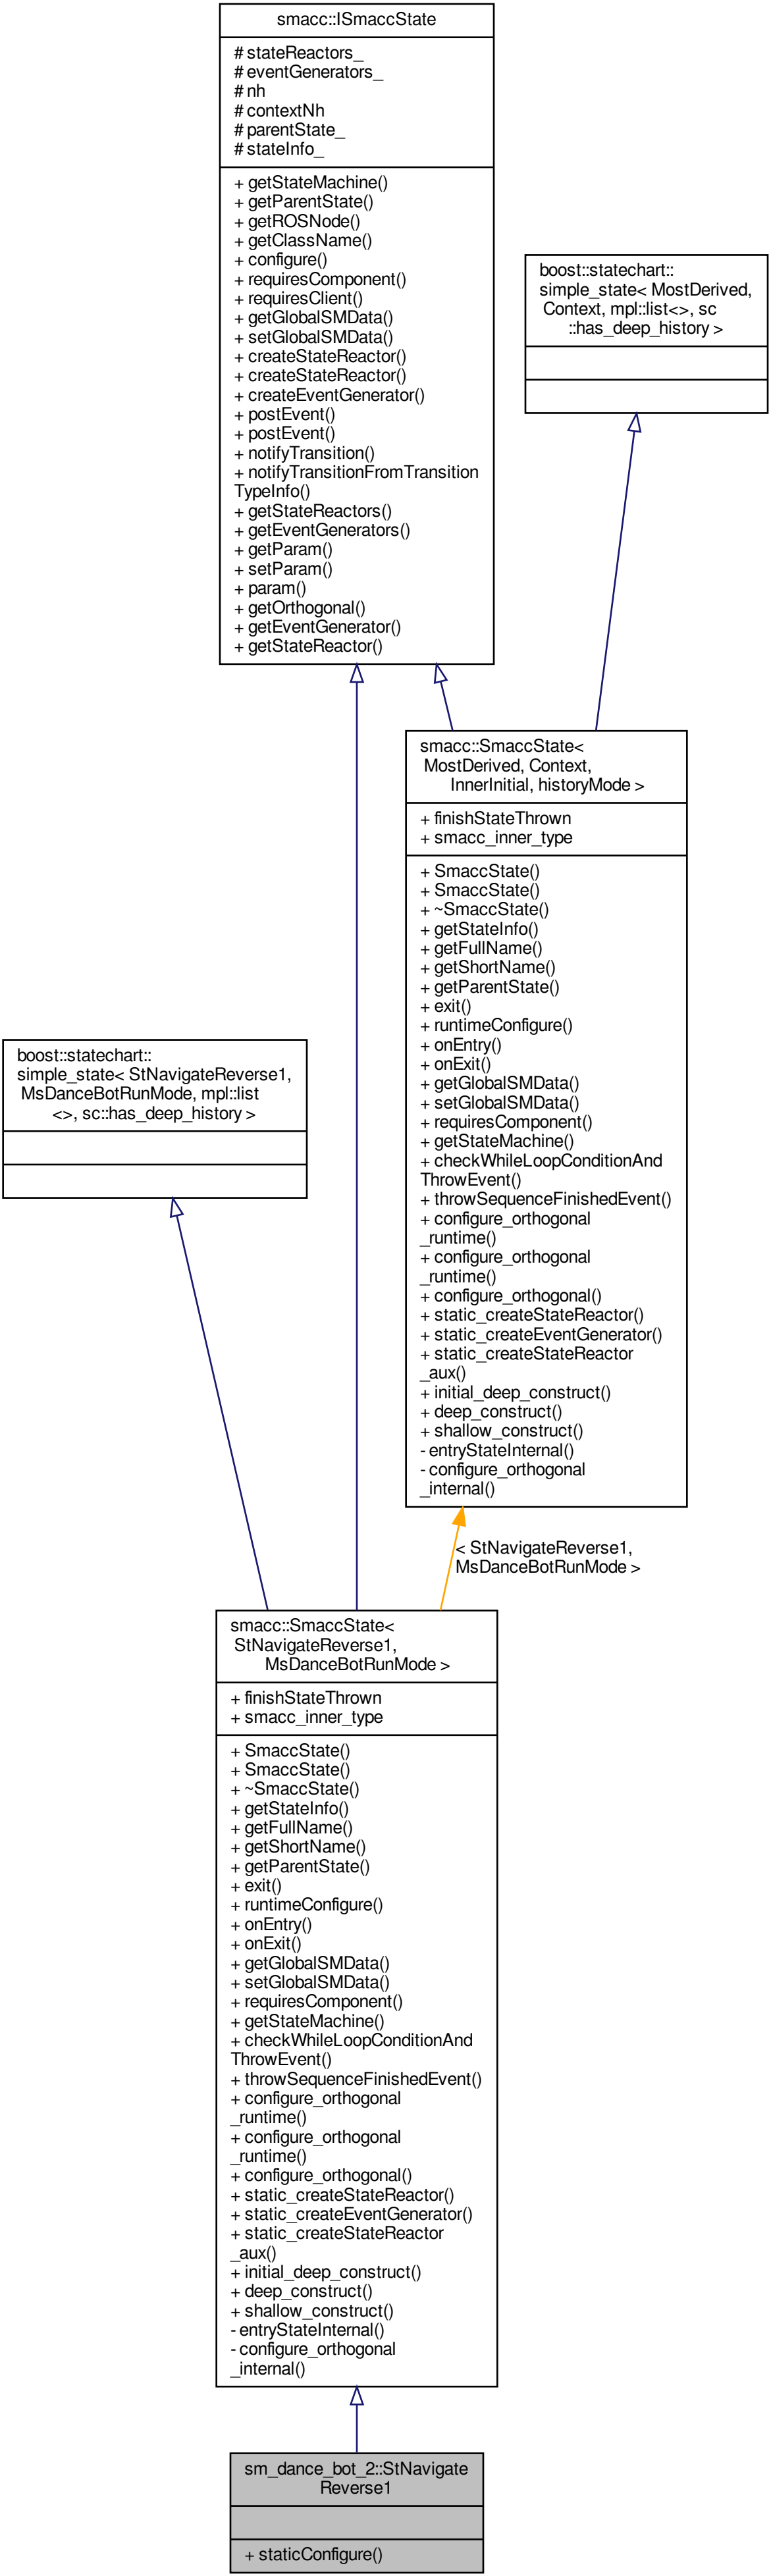 smacc::ISmaccState
# stateReactors_
# eventGenerators_
# nh
# contextNh
# parentState_
# stateInfo_
+ getStateMachine()
+ getParentState()
+ getROSNode()
+ getClassName()
+ configure()
+ requiresComponent()
+ requiresClient()
+ getGlobalSMData()
+ setGlobalSMData()
+ createStateReactor()
+ createStateReactor()
+ createEventGenerator()
+ postEvent()
+ postEvent()
+ notifyTransition()
+ notifyTransitionFromTransition
TypeInfo()
+ getStateReactors()
+ getEventGenerators()
+ getParam()
+ setParam()
+ param()
+ getOrthogonal()
+ getEventGenerator()
+ getStateReactor()
boost::statechart::
simple_state< MostDerived,
Context, mpl::list<>, sc
::has_deep_history >
smacc::SmaccState<
MostDerived, Context,
InnerInitial, historyMode >
+ finishStateThrown
+ smacc_inner_type
+ SmaccState()
+ SmaccState()
+ ~SmaccState()
+ getStateInfo()
+ getFullName()
+ getShortName()
+ getParentState()
+ exit()
+ runtimeConfigure()
+ onEntry()
+ onExit()
+ getGlobalSMData()
+ setGlobalSMData()
+ requiresComponent()
+ getStateMachine()
+ checkWhileLoopConditionAnd
ThrowEvent()
+ throwSequenceFinishedEvent()
+ configure_orthogonal
_runtime()
+ configure_orthogonal
_runtime()
+ configure_orthogonal()
+ static_createStateReactor()
+ static_createEventGenerator()
+ static_createStateReactor
_aux()
+ initial_deep_construct()
+ deep_construct()
+ shallow_construct()
- entryStateInternal()
- configure_orthogonal
_internal()
boost::statechart::
simple_state< StNavigateReverse1,
MsDanceBotRunMode, mpl::list
<>, sc::has_deep_history >
< StNavigateReverse1,
MsDanceBotRunMode >
smacc::SmaccState<
StNavigateReverse1,
MsDanceBotRunMode >
+ finishStateThrown
+ smacc_inner_type
+ SmaccState()
+ SmaccState()
+ ~SmaccState()
+ getStateInfo()
+ getFullName()
+ getShortName()
+ getParentState()
+ exit()
+ runtimeConfigure()
+ onEntry()
+ onExit()
+ getGlobalSMData()
+ setGlobalSMData()
+ requiresComponent()
+ getStateMachine()
+ checkWhileLoopConditionAnd
ThrowEvent()
+ throwSequenceFinishedEvent()
+ configure_orthogonal
_runtime()
+ configure_orthogonal
_runtime()
+ configure_orthogonal()
+ static_createStateReactor()
+ static_createEventGenerator()
+ static_createStateReactor
_aux()
+ initial_deep_construct()
+ deep_construct()
+ shallow_construct()
- entryStateInternal()
- configure_orthogonal
_internal()
sm_dance_bot_2::StNavigate
Reverse1
+ staticConfigure()